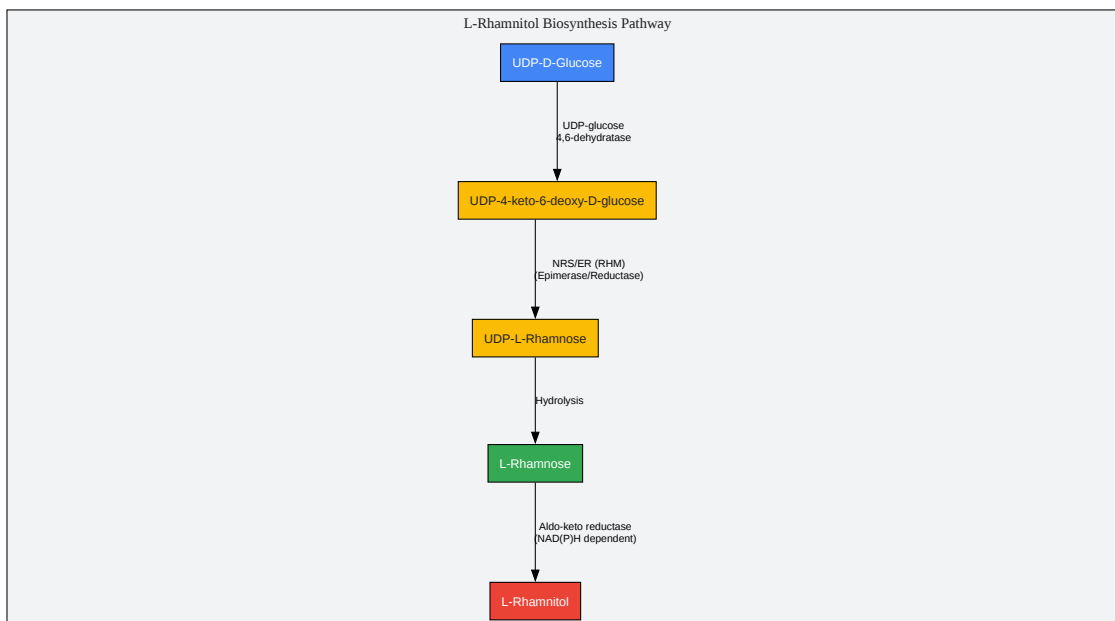 L-Rhamnitol Biosynthesis Pathway
UDP-D-Glucose
UDP-glucose
4,6-dehydratase
UDP-4-keto-6-deoxy-D-glucose
NRS/ER (RHM)
(Epimerase/Reductase)
UDP-L-Rhamnose
Hydrolysis
L-Rhamnose
Aldo-keto reductase
(NAD(P)H dependent)
L-Rhamnitol